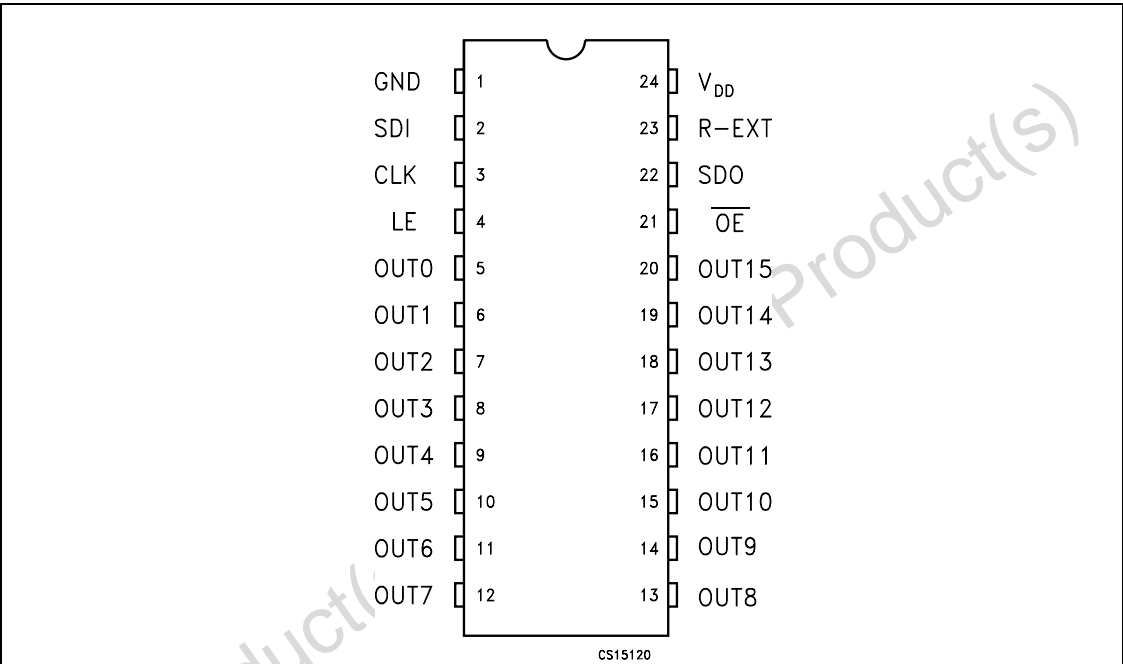 GND 1 24 V_DD
SDI 2 23 R-EXT
CLK 3 22 SDO
LE 4 21 O̅E̅
OUT0 5 20 OUT15
OUT1 6 19 OUT14
OUT2 7 18 OUT13
OUT3 8 17 OUT12
OUT4 9 16 OUT11
OUT5 10 15 OUT10
OUT6 11 14 OUT9
OUT7 12 13 OUT8
CS15120
Product(s)